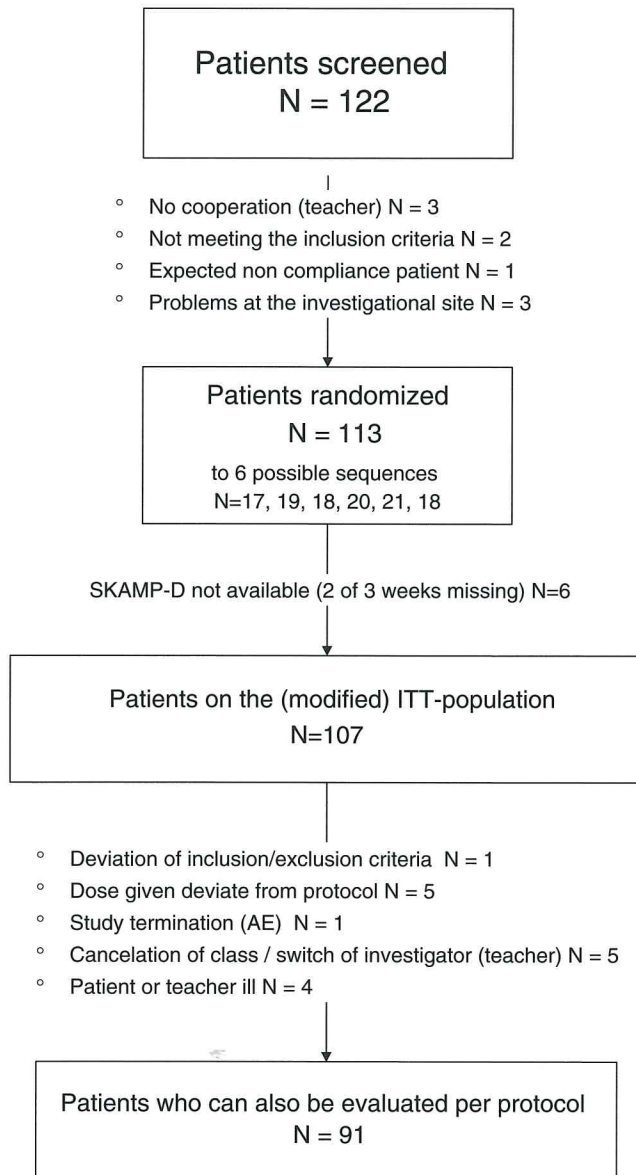 Patients screened
N = 122
° No cooperation (teacher) N = 3
° Not meeting the inclusion criteria N = 2
° Expected non compliance patient N = 1
° Problems at the investigational site N = 3
Patients randomized
N = 113
to 6 possible sequences
N=17, 19, 18, 20, 21, 18
SKAMP-D not available (2 of 3 weeks missing) N=6
Patients on the (modified) ITT-population
N=107
° Deviation of inclusion/exclusion criteria N = 1
° Dose given deviate from protocol N = 5
° Study termination (AE) N = 1
° Cancelation of class / switch of investigator (teacher) N = 5
° Patient or teacher ill N = 4
Patients who can also be evaluated per protocol
N = 91